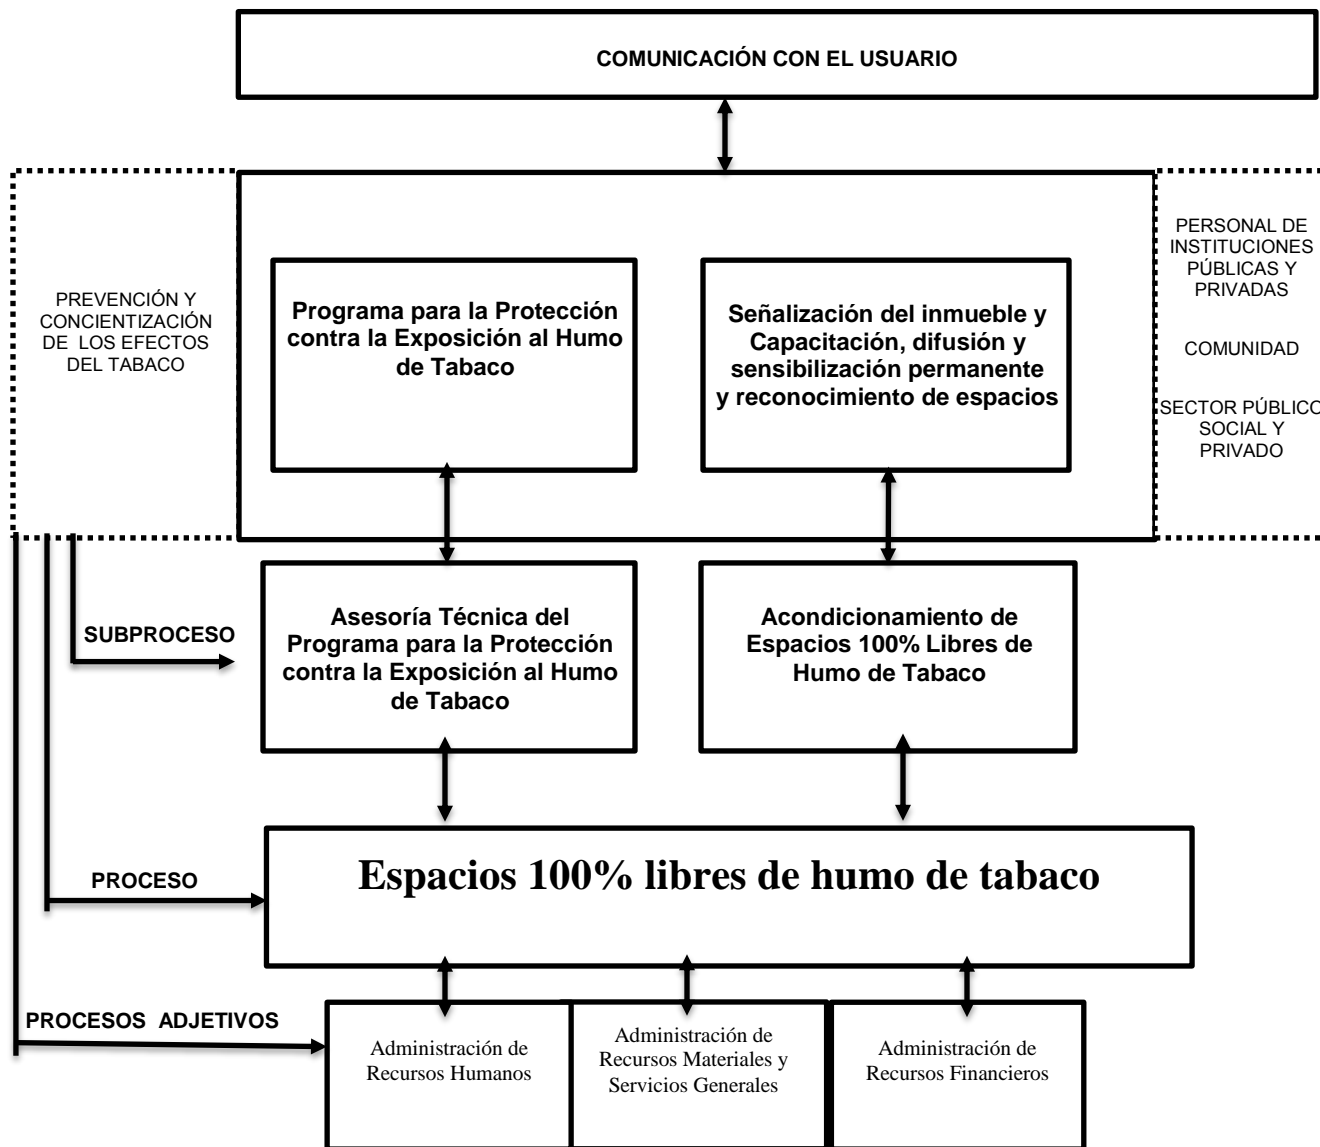 COMUNICACIÓN CON EL USUARIO
PREVENCIÓN Y
CONCIENTIZACIÓN
DE LOS EFECTOS
DEL TABACO
Programa para la Protección
contra la Exposición al Humo
de Tabaco
Señalización del inmueble y
Capacitación, difusión y
sensibilización permanente
y reconocimiento de espacios
PERSONAL DE
INSTITUCIONES
PÚBLICAS Y
PRIVADAS
COMUNIDAD
SECTOR PÚBLICO
SOCIAL Y
PRIVADO
SUBPROCESO
Asesoría Técnica del
Programa para la Protección
contra la Exposición al Humo
de Tabaco
Acondicionamiento de
Espacios 100% Libres de
Humo de Tabaco
PROCESO
Espacios 100% libres de humo de tabaco
PROCESOS ADJETIVOS
Administración de
Recursos Humanos
Administración de
Recursos Materiales y
Servicios Generales
Administración de
Recursos Financieros